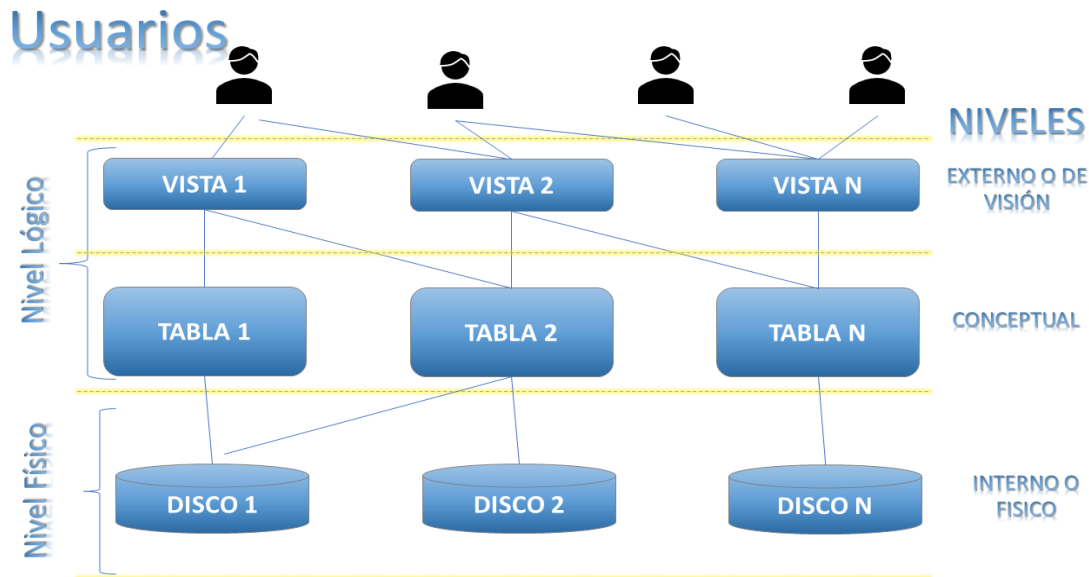 Usuarios
NIVELES
VISTA 1
VISTA 2
VISTA N
EXTERNO O DE
VISIÓN
Nivel Lógico
TABLA 1
TABLA 2
TABLA N
CONCEPTUAL
Nivel Físico
DISCO 1
DISCO 2
DISCO N
INTERNO O
FISICO